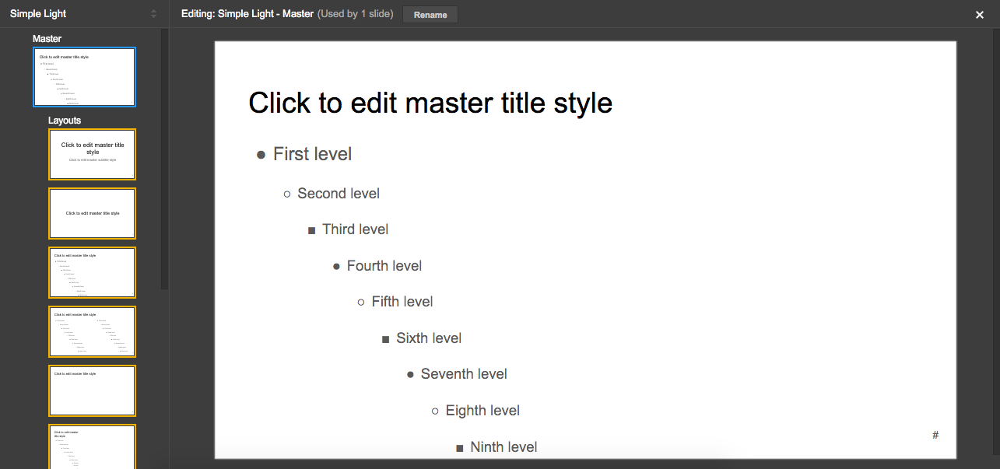 Simple Light
Editing: Simple Light - Master (Used by 1 slide) Rename
Master
Click to edit master title style
First level
Layouts
Click to edit master title
style
Click to edit master subtitle style
Click to edit master title style
Click to edit master title style
Click to edit master title style
Click to edit master title style
Click to edit master
title style
Click to edit master title style
First level
Second level
Third level
Fourth level
Fifth level
Sixth level
Seventh level
Eighth level
Ninth level
#